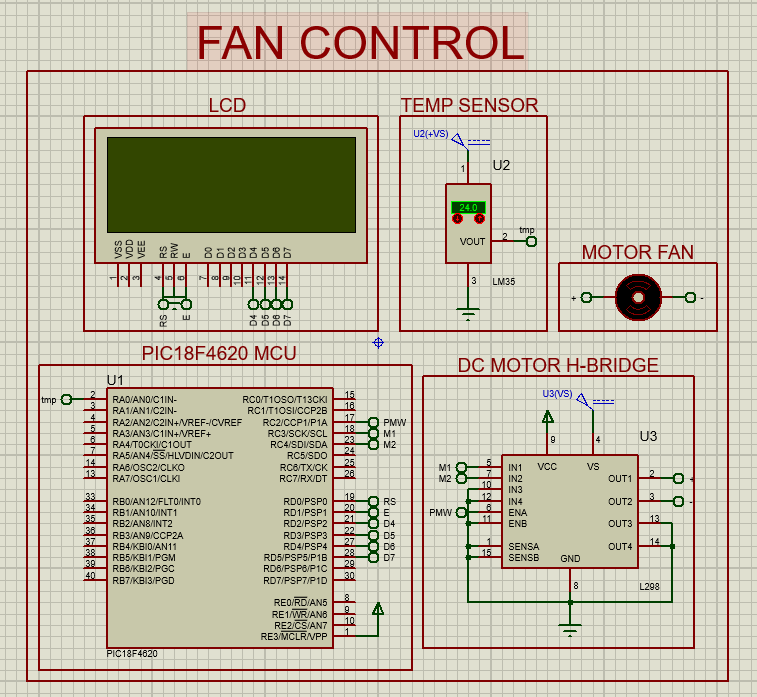 FAN CONTROL
LCD
VSS
VDD
VEE
RS
RW
E
D0
D1
D2
D3
D4
D5
D6
D7
1
2
3
4
5
6
7
8
9
10
11
12
13
14
RS
E
D4
D5
D6
D7
TEMP SENSOR
U2(+VS)
U2
1
24.0
VOUT
2
tmp
3
LM35
MOTOR FAN
+
-
PIC18F4620 MCU
U1
tmp
2 RA0/AN0/C1IN- RC0/T1OSO/T13CKI 15
3 RA1/AN1/C2IN- RC1/T1OSI/CCP2B 16
4 RA2/AN2/C2IN+/VREF-/CVREF RC2/CCP1/P1A 17 PMW
5 RA3/AN3/C1IN+/VREF+ RC3/SCK/SCL 18 M1
6 RA4/T0CKI/C1OUT RC4/SDI/SDA 23 M2
7 RA5/AN4/SS/HLVDIN/C2OUT RC5/SDO 24
14 RA6/OSC2/CLKO RC6/TX/CK 25
13 RA7/OSC1/CLKI RC7/RX/DT 26
33 RB0/AN12/FLT0/INT0 RD0/PSP0 19 RS
34 RB1/AN10/INT1 RD1/PSP1 20 E
35 RB2/AN8/INT2 RD2/PSP2 21 D4
36 RB3/AN9/CCP2A RD3/PSP3 22 D5
37 RB4/KBI0/AN11 RD4/PSP4 27 D6
38 RB5/KBI1/PGM RD5/PSP5/P1B 28 D7
39 RB6/KBI2/PGC RD6/PSP6/P1C 29
40 RB7/KBI3/PGD RD7/PSP7/P1D 30
RE0/RD/AN5 8
RE1/WR/AN6 9
RE2/CS/AN7 10
RE3/MCLR/VPP 1
PIC18F4620
DC MOTOR H-BRIDGE
U3(VS)
U3
9
4
VCC
VS
M1 5 IN1 OUT1 2 +
M2 7 IN2
10 IN3 OUT2 3 -
12 IN4
PMW 6 ENA OUT3 13
11 ENB
1 SENSA OUT4 14
15 SENSB
GND
8
L298